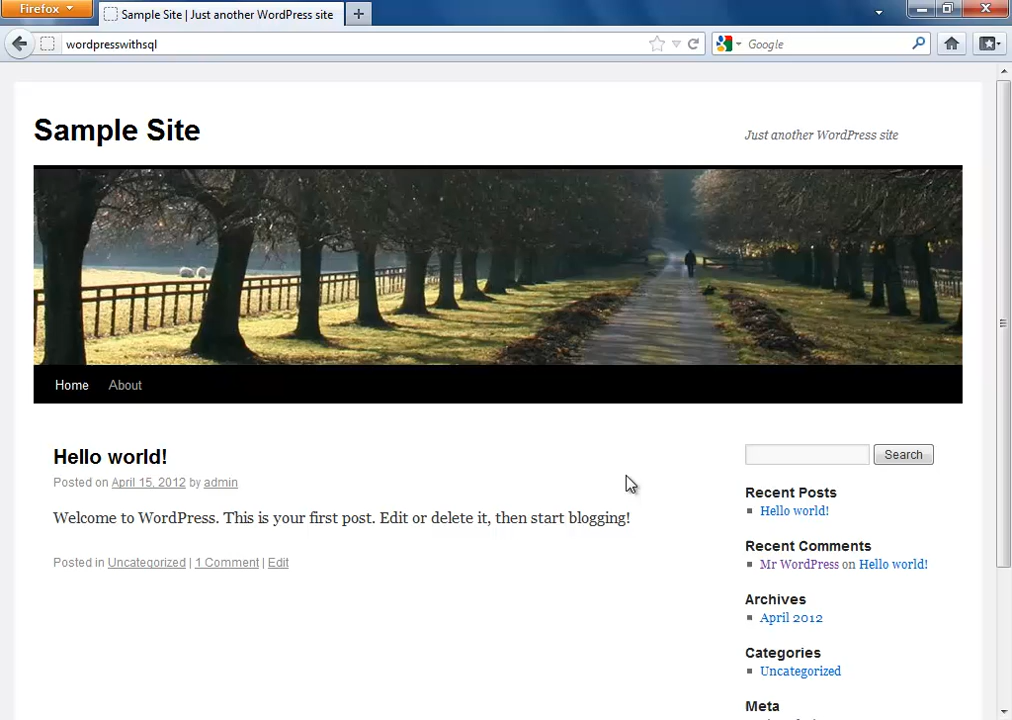 Firefox
Sample Site | Just another WordPress site
wordpresswithsql
Google
Sample Site
Just another WordPress site
Home About
Hello world!
Posted on April 15, 2012 by admin
Welcome to WordPress. This is your first post. Edit or delete it, then start blogging!
Posted in Uncategorized | 1 Comment | Edit
Search
Recent Posts
Hello world!
Recent Comments
Mr WordPress on Hello world!
Archives
April 2012
Categories
Uncategorized
Meta